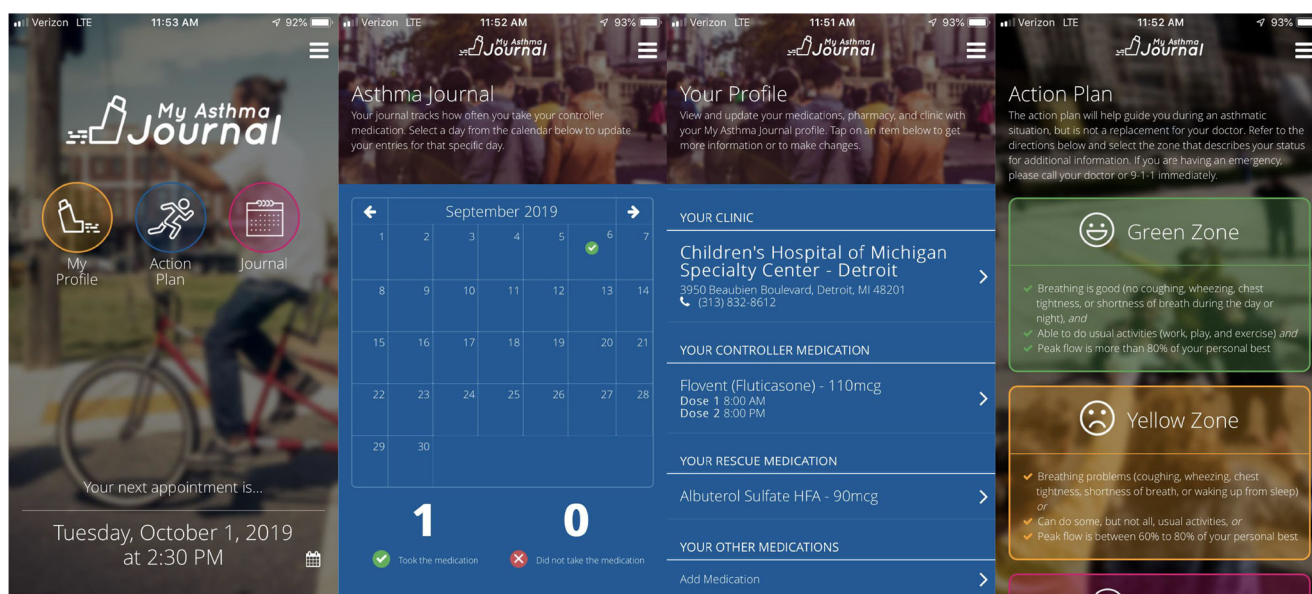 Verizon LTE 11:53 AM 92%
My Asthma
Journal
My
Profile
Action
Plan
Journal
Your next appointment is...
Tuesday, October 1, 2019
at 2:30 PM
Verizon LTE 11:52 AM 93%
My Asthma
Journal
Asthma Journal
Your journal tracks how often you take your controller
medication. Select a day from the calendar below to update
your entries for that specific day.
September 2019
1 2 3 4 5 6 7
8 9 10 11 12 13 14
15 16 17 18 19 20 21
22 23 24 25 26 27 28
29 30
1 0
Took the medication Did not take the medication
Verizon LTE 11:51 AM 93%
My Asthma
Journal
Your Profile
View and update your medications, pharmacy, and clinic with
your My Asthma Journal profile. Tap on an item below to get
more information or to make changes.
YOUR CLINIC
Children's Hospital of Michigan
Specialty Center - Detroit
3950 Beaubien Boulevard, Detroit, MI 48201
(313) 832-8612
YOUR CONTROLLER MEDICATION
Flovent (Fluticasone) - 110mcg
Dose 1 8:00 AM
Dose 2 8:00 PM
YOUR RESCUE MEDICATION
Albuterol Sulfate HFA - 90mcg
YOUR OTHER MEDICATIONS
Add Medication
Verizon LTE 11:52 AM 93%
My Asthma
Journal
Action Plan
The action plan will help guide you during an asthmatic
situation, but is not a replacement for your doctor. Refer to the
directions below and select the zone that describes your status
for additional information. If you are having an emergency,
please call your doctor or 9-1-1 immediately.
Green Zone
Breathing is good (no coughing, wheezing, chest
tightness, or shortness of breath during the day or
night), and
Able to do usual activities (work, play, and exercise) and
Peak flow is more than 80% of your personal best
Yellow Zone
Breathing problems (coughing, wheezing, chest
tightness, shortness of breath, or waking up from sleep)
or
Can do some, but not all, usual activities, or
Peak flow is between 60% to 80% of your personal best